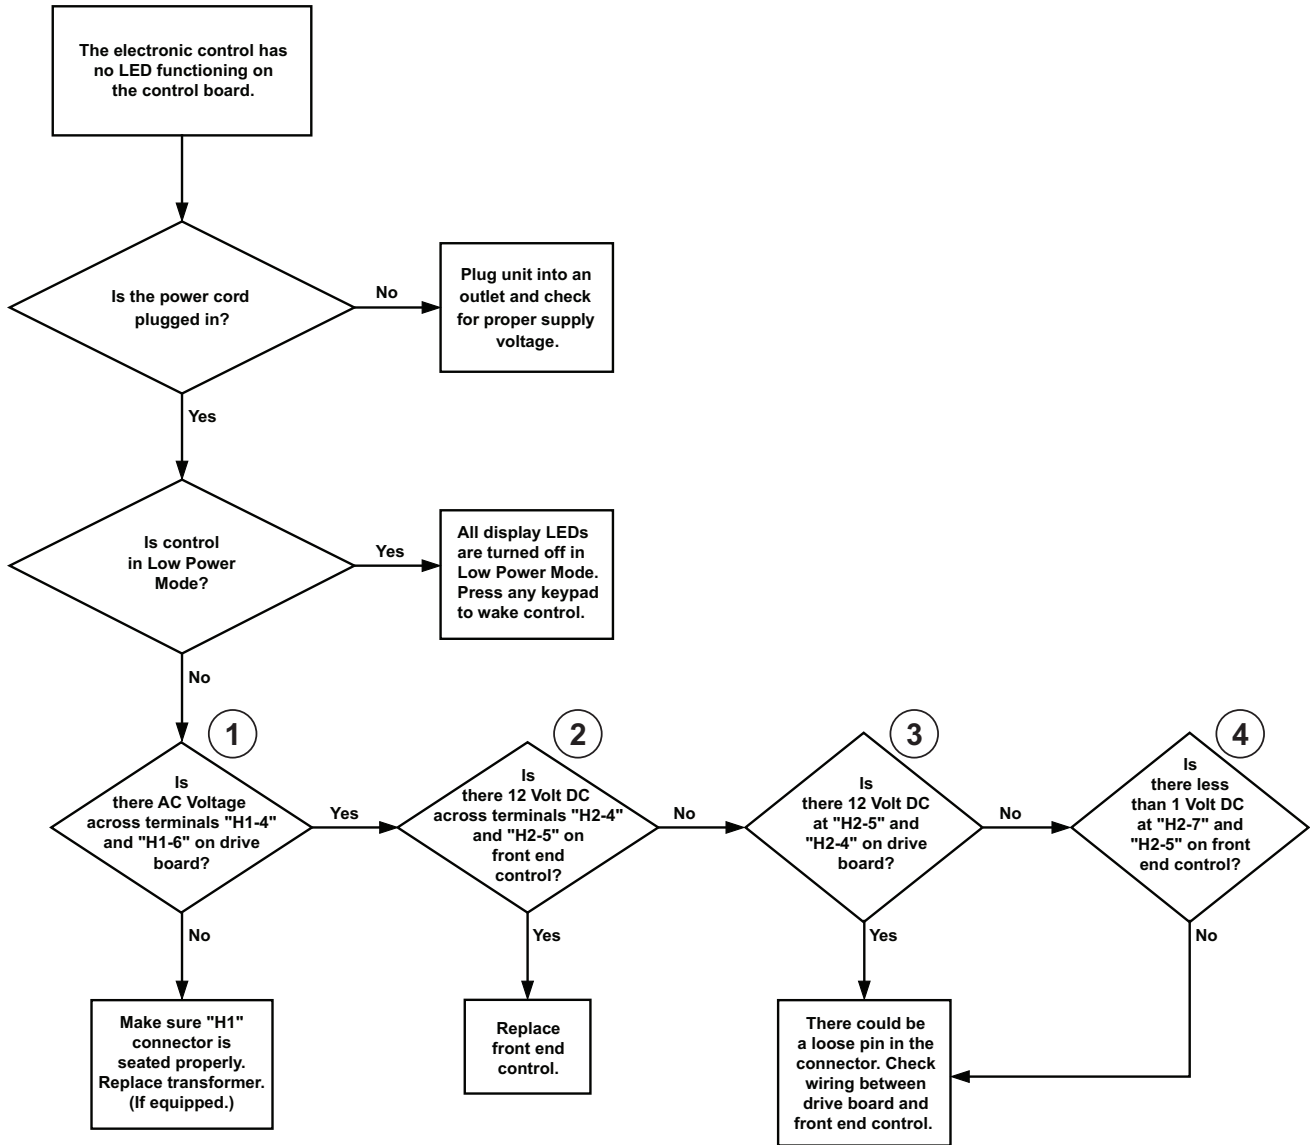 The electronic control has
no LED functioning on
the control board.
Is the power cord
plugged in?
No
Plug unit into an
outlet and check
for proper supply
voltage.
Yes
Is control
in Low Power
Mode?
Yes
All display LEDs
are turned off in
Low Power Mode.
Press any keypad
to wake control.
No
1
Is
there AC Voltage
across terminals "H1-4"
and "H1-6" on drive
board?
Yes
2
Is
there 12 Volt DC
across terminals "H2-4"
and "H2-5" on
front end
control?
No
3
Is
there 12 Volt DC
at "H2-5" and
"H2-4" on drive
board?
No
4
Is
there less
than 1 Volt DC
at "H2-7" and
"H2-5" on front
end control?
No
Make sure "H1"
connector is
seated properly.
Replace transformer.
(If equipped.)
Yes
Replace
front end
control.
Yes
There could be
a loose pin in the
connector. Check
wiring between
drive board and
front end control.
No